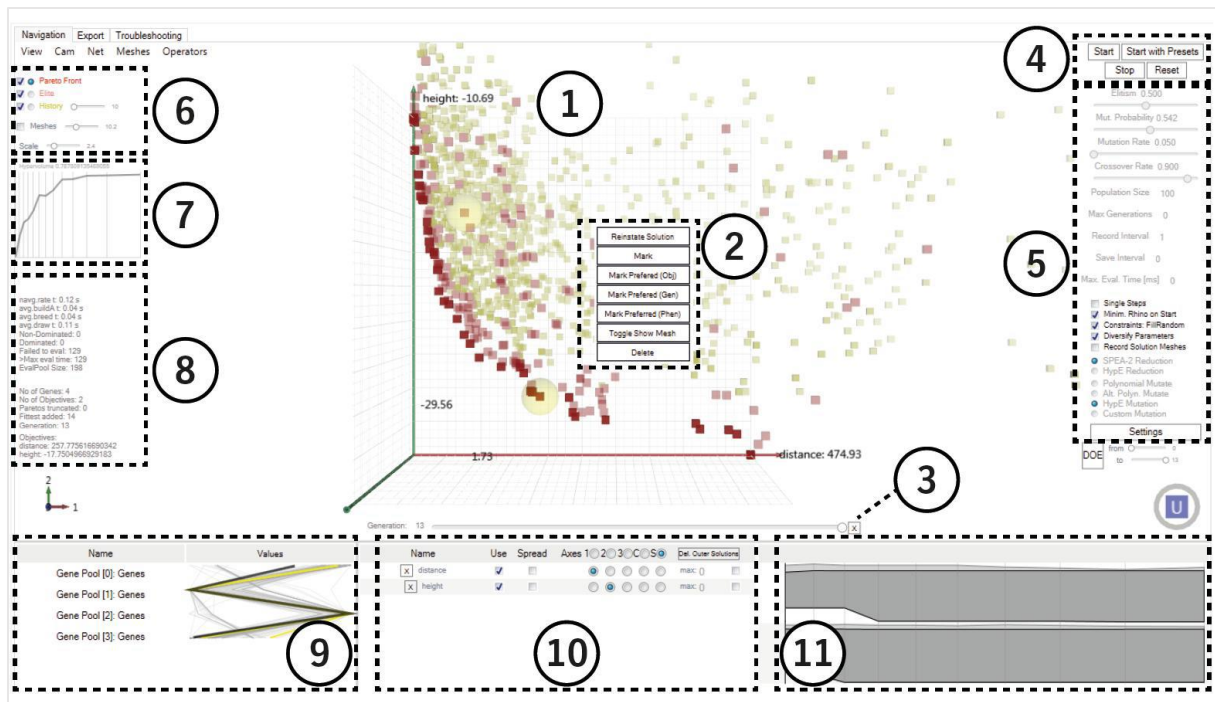 Navigation Export Troubleshooting
View Cam Net Meshes Operators
Pareto Front
Elite
History 10
Meshes 10.2
Scale 2.4
6
7
navg.rate t: 0.12 s
avg.buildA t: 0.04 s
avg.breed t: 0.04 s
avg.draw t: 0.11 s
Non-Dominated: 0
Dominated: 0
Failed to eval: 129
>Max eval time: 129
EvalPool Size: 198
No of Genes: 4
No of Objectives: 2
Paretos truncated: 0
Fittest added: 14
Generation: 13
Objectives:
distance: 257.775616690342
height: -17.7504966929183
8
2
1
height: -10.69
1
-29.56
1.73
distance: 474.93
Reinstate Solution
Mark
Mark Prefered (Obj)
Mark Prefered (Gen)
Mark Preferred (Phen)
Toggle Show Mesh
Delete
2
3
Generation: 13 X
4
Start Start with Presets
Stop Reset
Elitism 0.500
Mut. Probability 0.542
Mutation Rate 0.050
Crossover Rate 0.900
Population Size 100
Max Generations 0
Record Interval 1
Save Interval 0
Max. Eval. Time [ms] 0
5
Single Steps
Minim. Rhino on Start
Constraints: FillRandom
Diversify Parameters
Record Solution Meshes
SPEA-2 Reduction
HypE Reduction
Polynomial Mutate
Alt. Polyn. Mutate
HypE Mutation
Custom Mutation
Settings
DOE
from 0
to 13
U
Name Values
Gene Pool [0]: Genes
Gene Pool [1]: Genes
Gene Pool [2]: Genes
Gene Pool [3]: Genes
9
Name Use Spread Axes 1 2 3 C S Del. Outer Solutions
X distance max: {}
X height max: {}
10
11